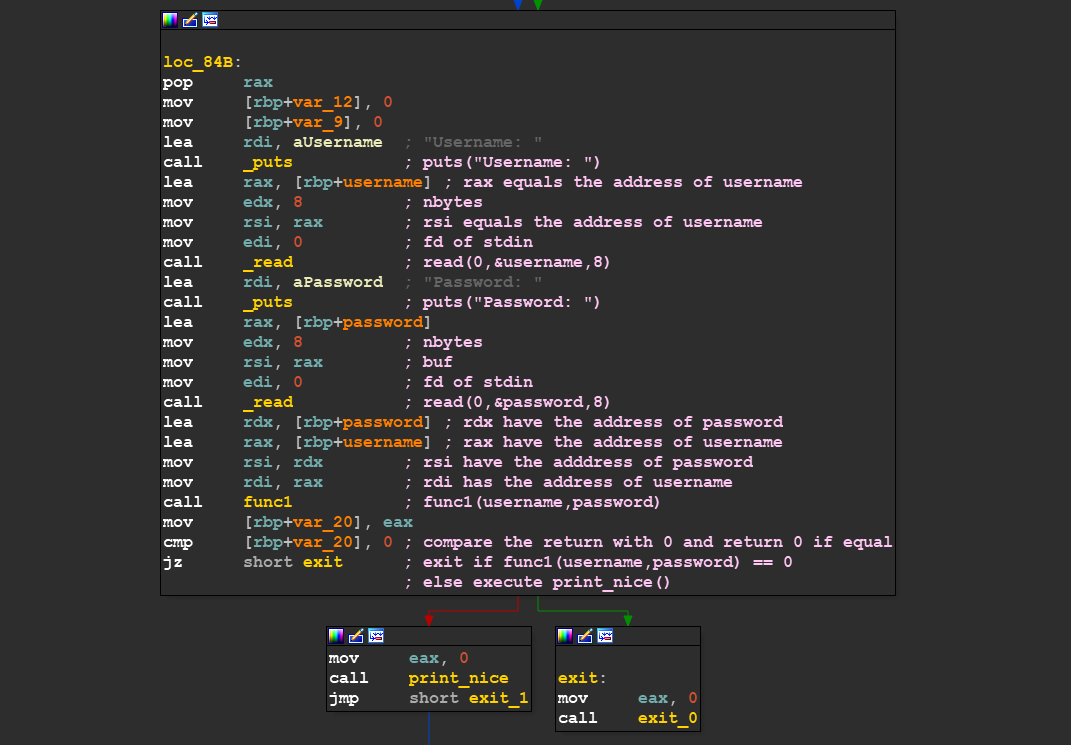 loc_84B:
pop rax
mov [rbp+var_12], 0
mov [rbp+var_9], 0
lea rdi, aUsername ; "Username: "
call _puts ; puts("Username: ")
lea rax, [rbp+username] ; rax equals the address of username
mov edx, 8 ; nbytes
mov rsi, rax ; rsi equals the address of username
mov edi, 0 ; fd of stdin
call _read ; read(0,&username,8)
lea rdi, aPassword ; "Password: "
call _puts ; puts("Password: ")
lea rax, [rbp+password]
mov edx, 8 ; nbytes
mov rsi, rax ; buf
mov edi, 0 ; fd of stdin
call _read ; read(0,&password,8)
lea rdx, [rbp+password] ; rdx have the address of password
lea rax, [rbp+username] ; rax have the address of username
mov rsi, rdx ; rsi have the adddress of password
mov rdi, rax ; rdi has the address of username
call func1 ; func1(username,password)
mov [rbp+var_20], eax
cmp [rbp+var_20], 0 ; compare the return with 0 and return 0 if equal
jz short exit ; exit if func1(username,password) == 0
; else execute print_nice()
mov eax, 0
call print_nice
jmp short exit_1
exit:
mov eax, 0
call exit_0